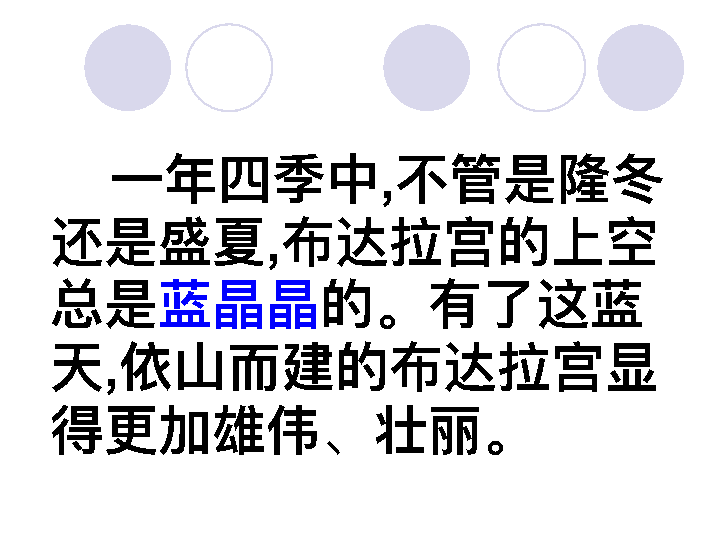 一年四季中,不管是隆冬
还是盛夏,布达拉宫的上空
总是蓝晶晶的。有了这蓝
天,依山而建的布达拉宫显
得更加雄伟、壮丽。